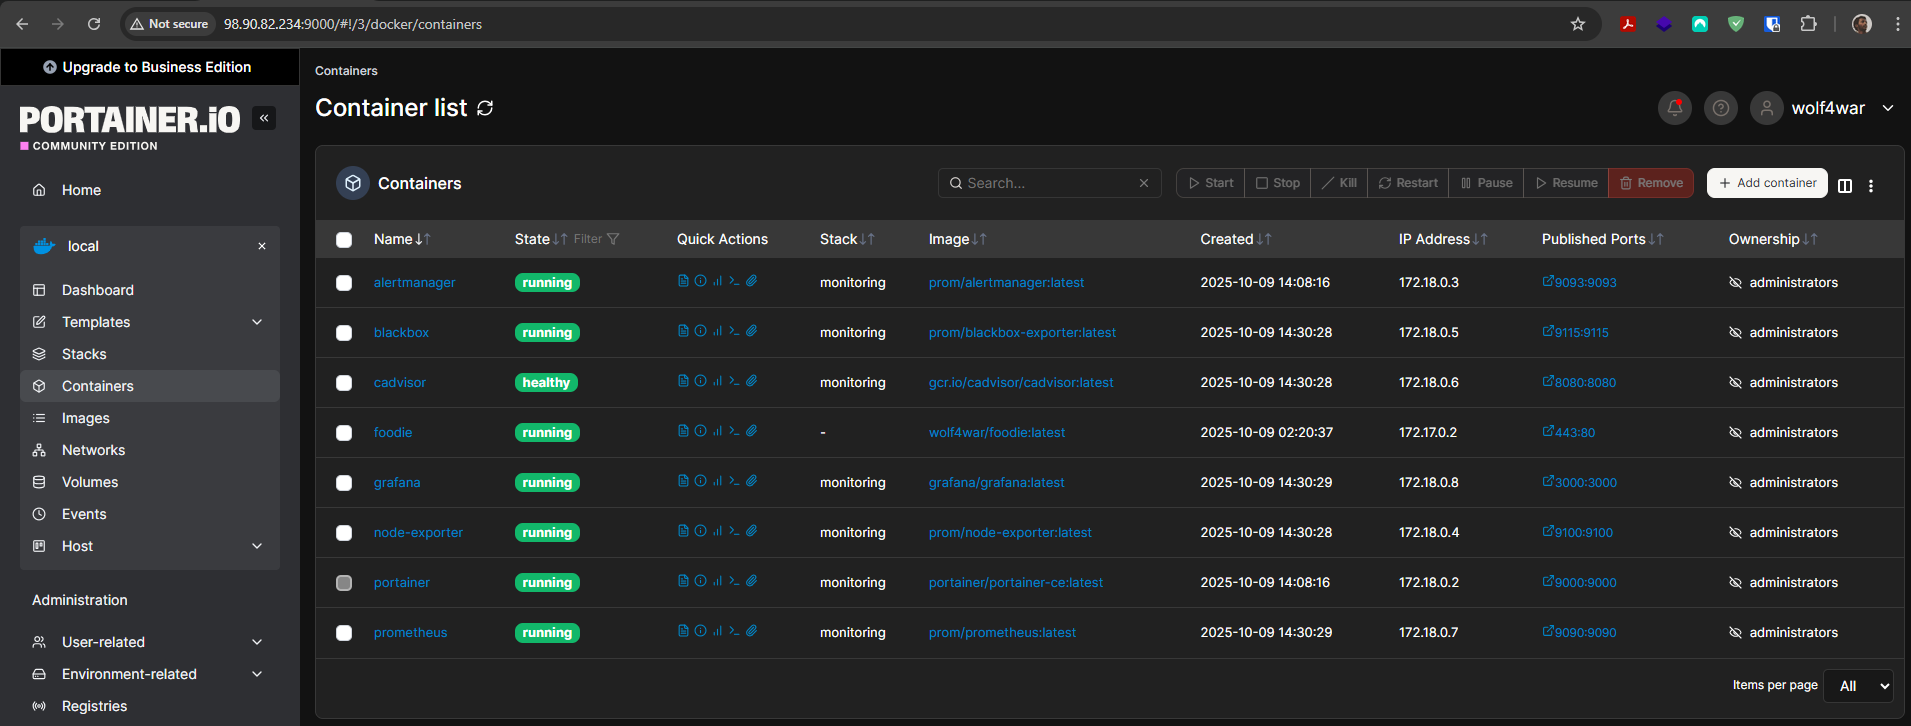 Not secure 98.90.82.234:9000/#!/3/docker/containers
Upgrade to Business Edition
PORTAINER.iO
COMMUNITY EDITION
Home
local
Dashboard
Templates
Stacks
Containers
Images
Networks
Volumes
Events
Host
Administration
User-related
Environment-related
Registries
Containers
Container list
wolf4war
Containers
Search...
Start Stop Kill Restart Pause Resume Remove
Add container
Name State Filter Quick Actions Stack Image Created IP Address Published Ports Ownership
alertmanager running monitoring prom/alertmanager:latest 2025-10-09 14:08:16 172.18.0.3 9093:9093 administrators
blackbox running monitoring prom/blackbox-exporter:latest 2025-10-09 14:30:28 172.18.0.5 9115:9115 administrators
cadvisor healthy monitoring gcr.io/cadvisor/cadvisor:latest 2025-10-09 14:30:28 172.18.0.6 8080:8080 administrators
foodie running - wolf4war/foodie:latest 2025-10-09 02:20:37 172.17.0.2 443:80 administrators
grafana running monitoring grafana/grafana:latest 2025-10-09 14:30:29 172.18.0.8 3000:3000 administrators
node-exporter running monitoring prom/node-exporter:latest 2025-10-09 14:30:28 172.18.0.4 9100:9100 administrators
portainer running monitoring portainer/portainer-ce:latest 2025-10-09 14:08:16 172.18.0.2 9000:9000 administrators
prometheus running monitoring prom/prometheus:latest 2025-10-09 14:30:29 172.18.0.7 9090:9090 administrators
Items per page All